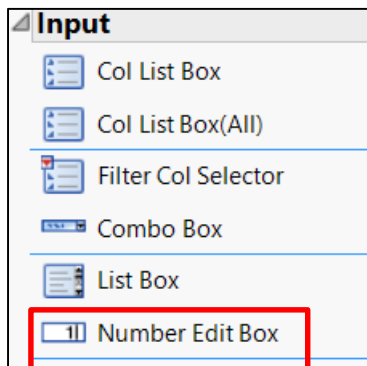 Input
Col List Box
Col List Box(All)
Filter Col Selector
Combo Box
List Box
Number Edit Box